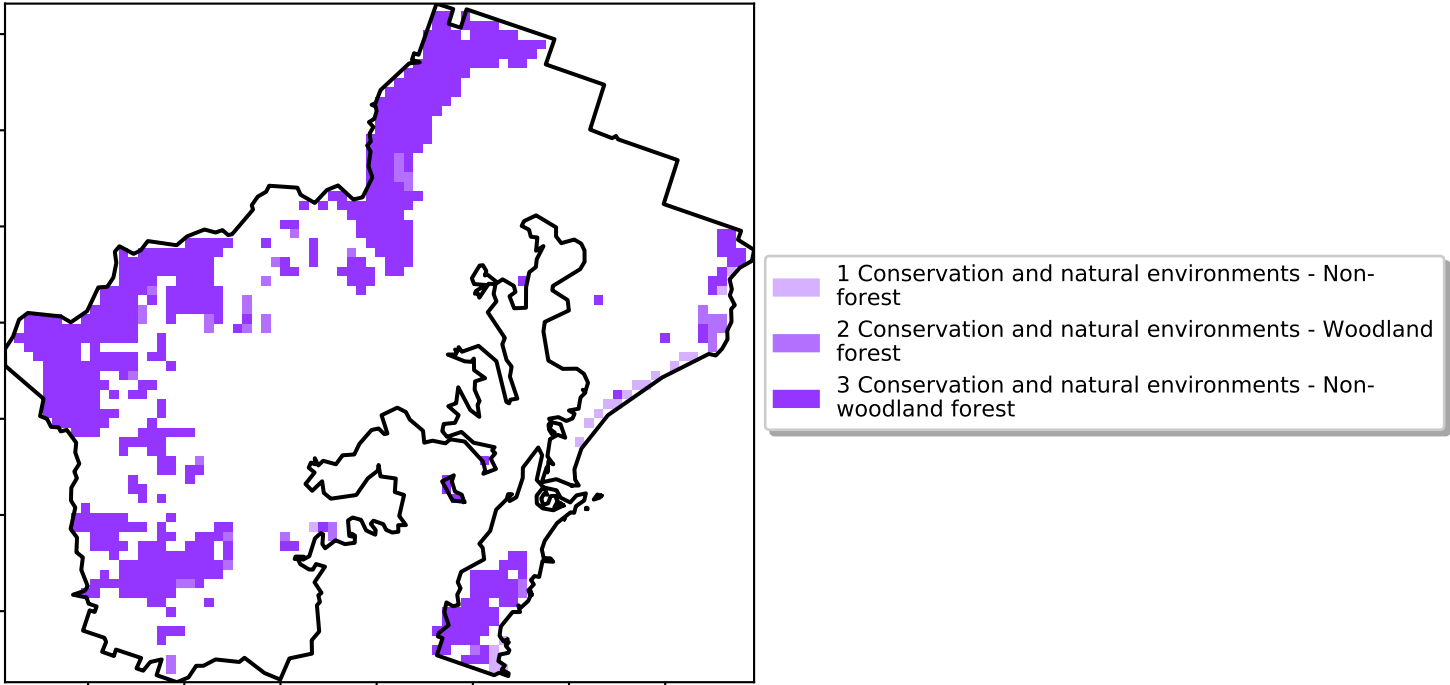 1 Conservation and natural environments - Non-
forest
2 Conservation and natural environments - Woodland
forest
3 Conservation and natural environments - Non-
woodland forest